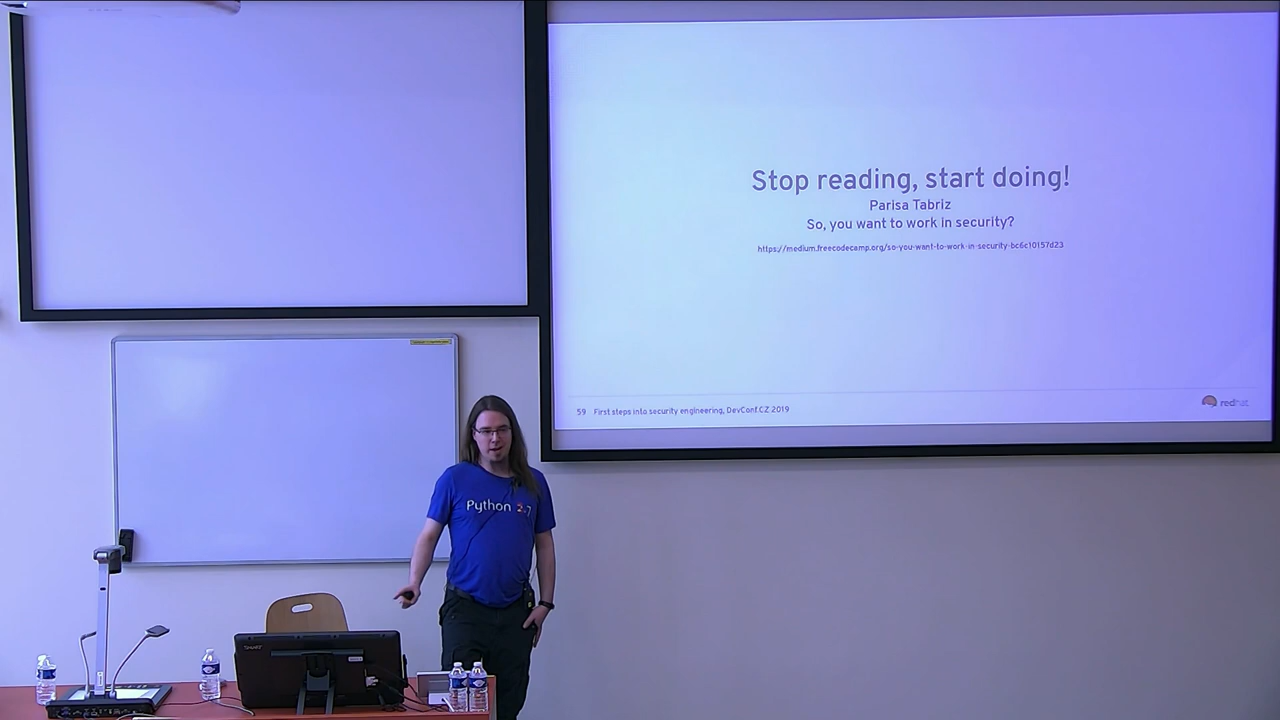 Stop reading, start doing!
Parisa Tabriz
So, you want to work in security?
https://medium.freecodecamp.org/so-you-want-to-work-in-security-bc6c10157d23
59 First steps into security engineering, DevConf.CZ 2019
redhat
Python 2.7